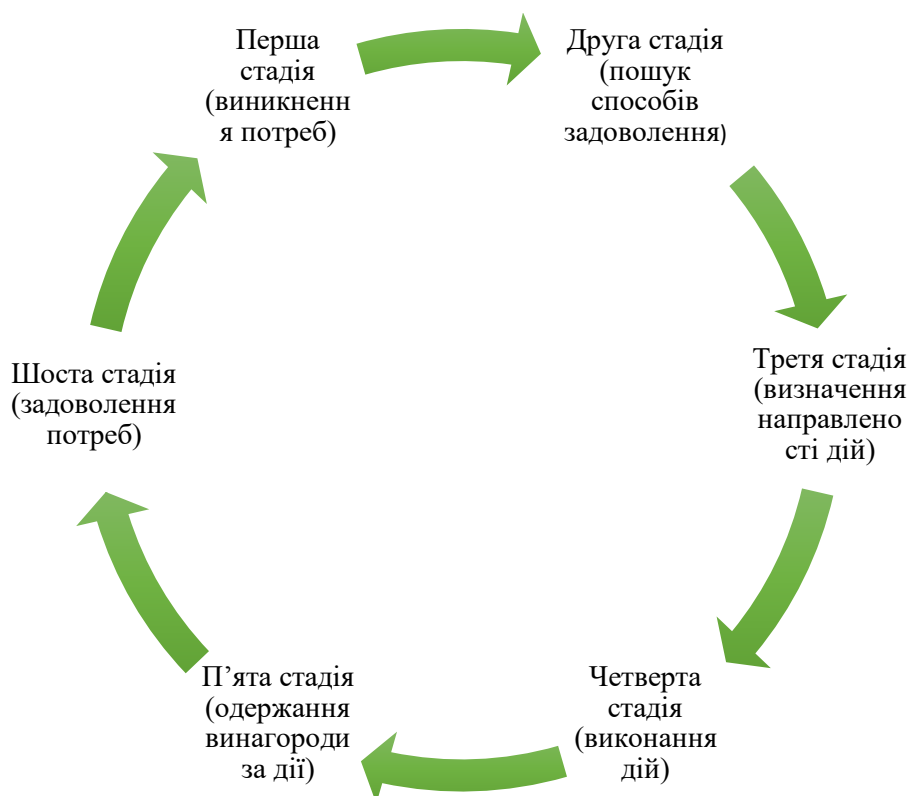 Перша
стадія
(виникненн
я потреб)
Друга стадія
(пошук
способів
задоволення)
Третя стадія
(визначення
направлено
сті дій)
Четверта
стадія
(виконання
дій)
П’ята стадія
(одержання
винагороди
за дії)
Шоста стадія
(задоволення
потреб)